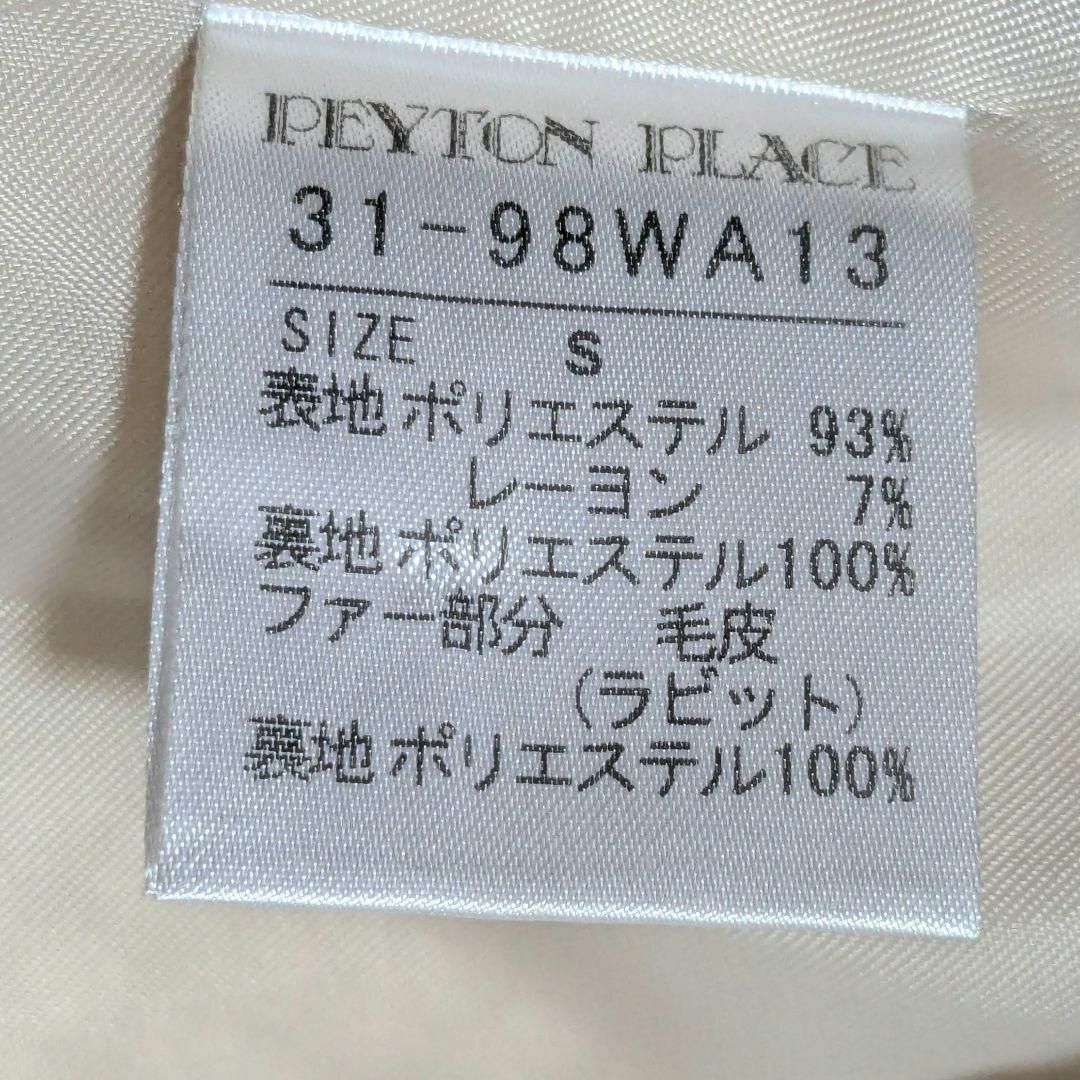 PEYTON PLACE
31-98WA13
SIZE S
表地 ポリエステル 93%
レーヨン 7%
裏地 ポリエステル100%
ファー部分 毛皮
(ラビット)
裏地 ポリエステル100%